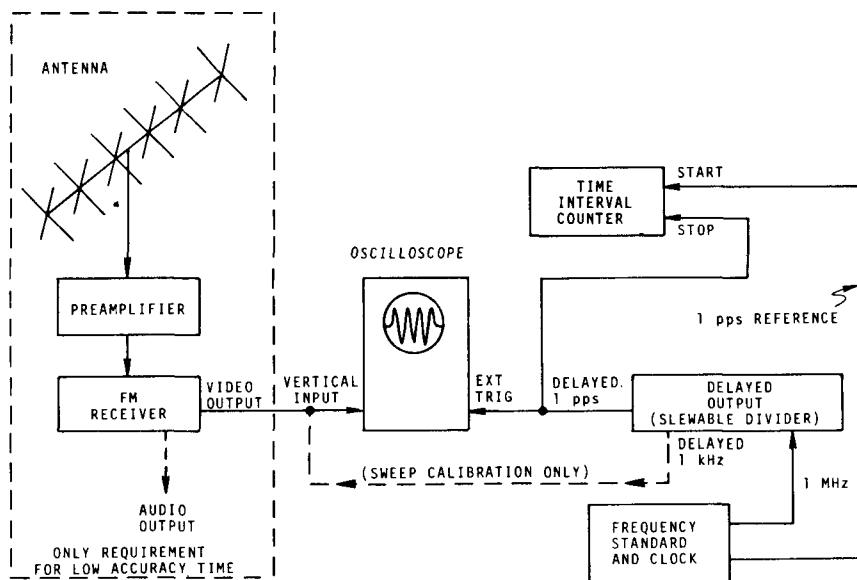 ANTENNA
PREAMPLIFIER
FM
RECEIVER
VIDEO
OUTPUT
AUDIO
OUTPUT
ONLY REQUIREMENT
FOR LOW ACCURACY TIME
VERTICAL
INPUT
OSCILLOSCOPE
EXT
TRIG
(SWEEP CALIBRATION ONLY)
TIME
INTERVAL
COUNTER
START
STOP
1 pps REFERENCE
DELAYED.
1 pps
DELAYED
OUTPUT
(SLEWABLE DIVIDER)
DELAYED
1 kHz
1 MHz
FREQUENCY
STANDARD
AND CLOCK